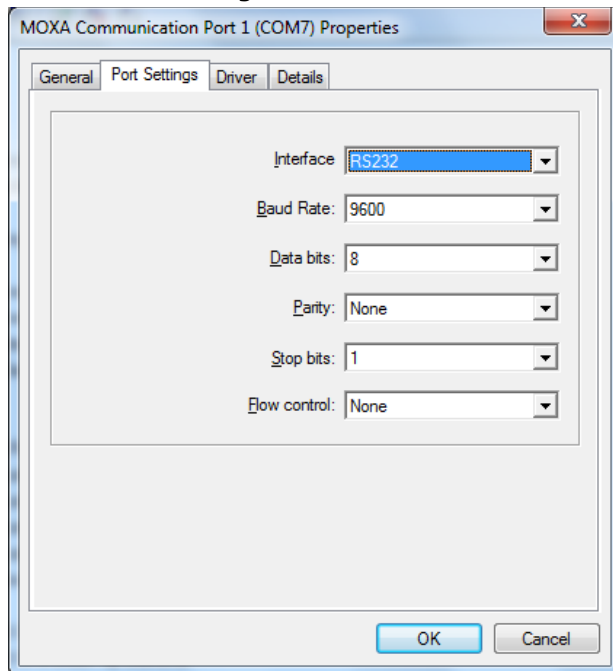 MOXA Communication Port 1 (COM7) Properties
General Port Settings Driver Details
Interface RS232
Baud Rate: 9600
Data bits: 8
Parity: None
Stop bits: 1
Flow control: None
OK Cancel